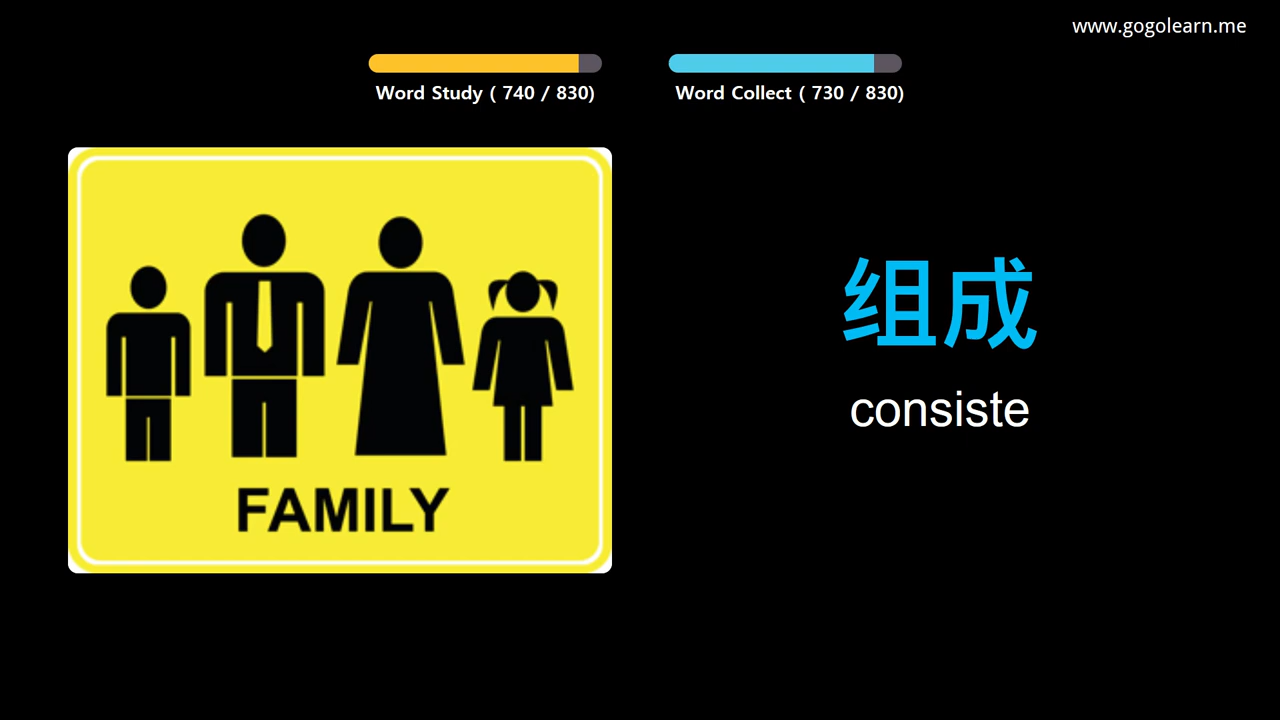 www.gogolearn.me
Word Study ( 740 / 830)
Word Collect ( 730 / 830)
组成
consiste
FAMILY